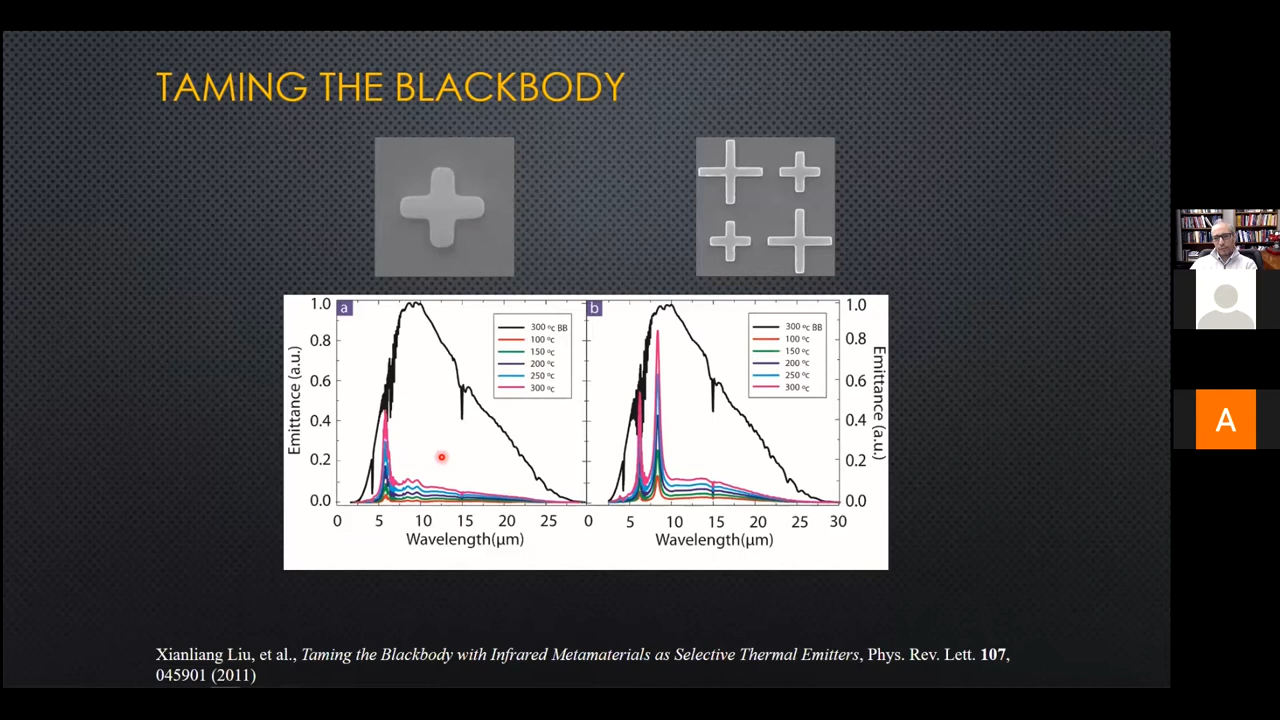 TAMING THE BLACKBODY
a
b
1.0
0.8
0.6
0.4
0.2
0.0
Emittance (a.u.)
300 ºc BB
100 ºc
150 ºc
200 ºc
250 ºc
300 ºc
0 5 10 15 20 25
Wavelength(μm)
300 ºc BB
100 ºc
150 ºc
200 ºc
250 ºc
300 ºc
1.0
0.8
0.6
0.4
0.2
0.0
Emittance (a.u.)
0 5 10 15 20 25 30
Wavelength(μm)
A
Xianliang Liu, et al., Taming the Blackbody with Infrared Metamaterials as Selective Thermal Emitters, Phys. Rev. Lett. 107,
045901 (2011)